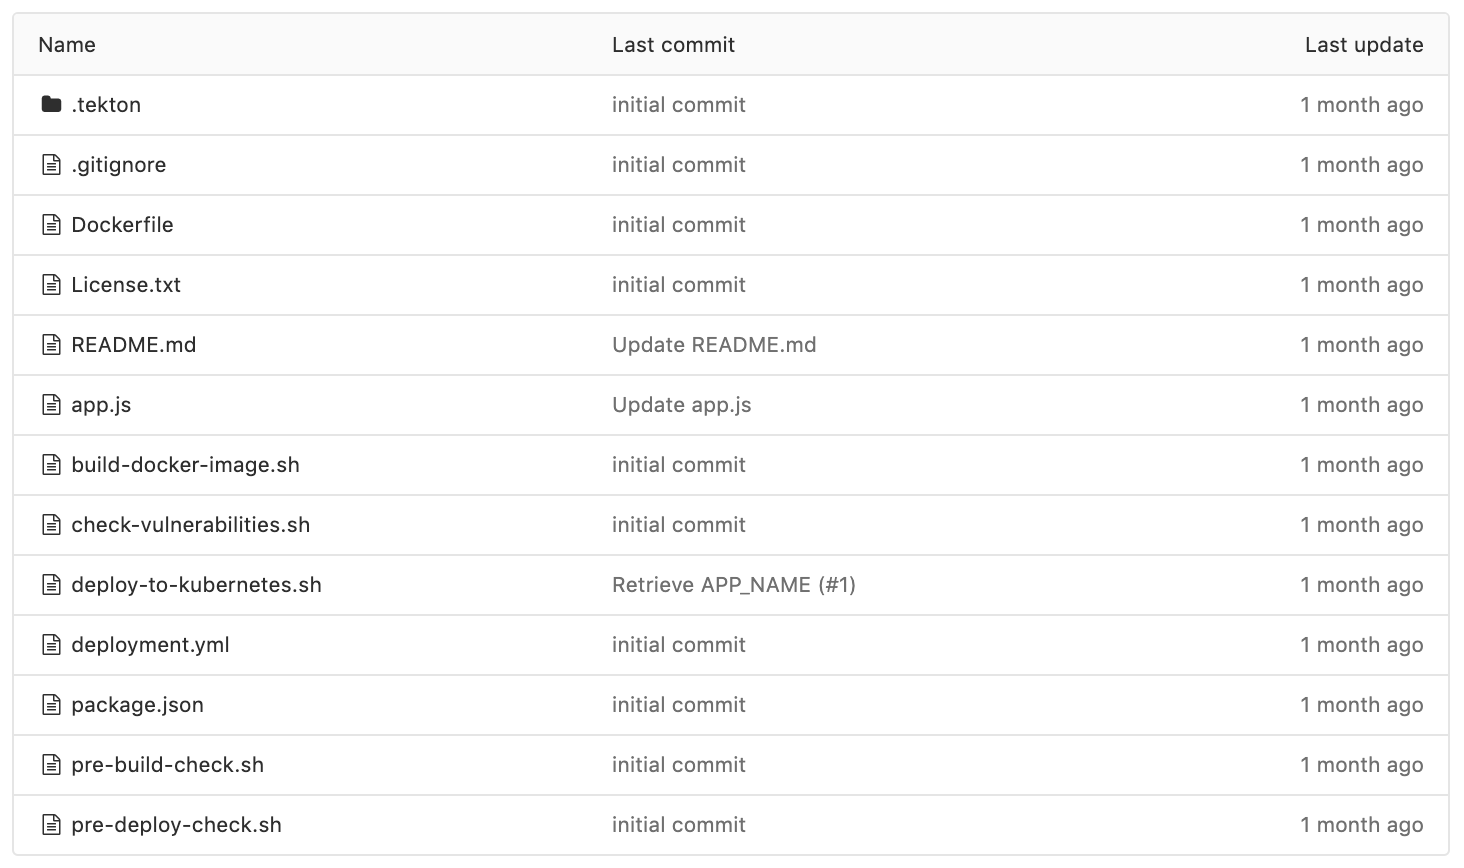 Name Last commit Last update
.tekton initial commit 1 month ago
.gitignore initial commit 1 month ago
Dockerfile initial commit 1 month ago
License.txt initial commit 1 month ago
README.md Update README.md 1 month ago
app.js Update app.js 1 month ago
build-docker-image.sh initial commit 1 month ago
check-vulnerabilities.sh initial commit 1 month ago
deploy-to-kubernetes.sh Retrieve APP_NAME (#1) 1 month ago
deployment.yml initial commit 1 month ago
package.json initial commit 1 month ago
pre-build-check.sh initial commit 1 month ago
pre-deploy-check.sh initial commit 1 month ago